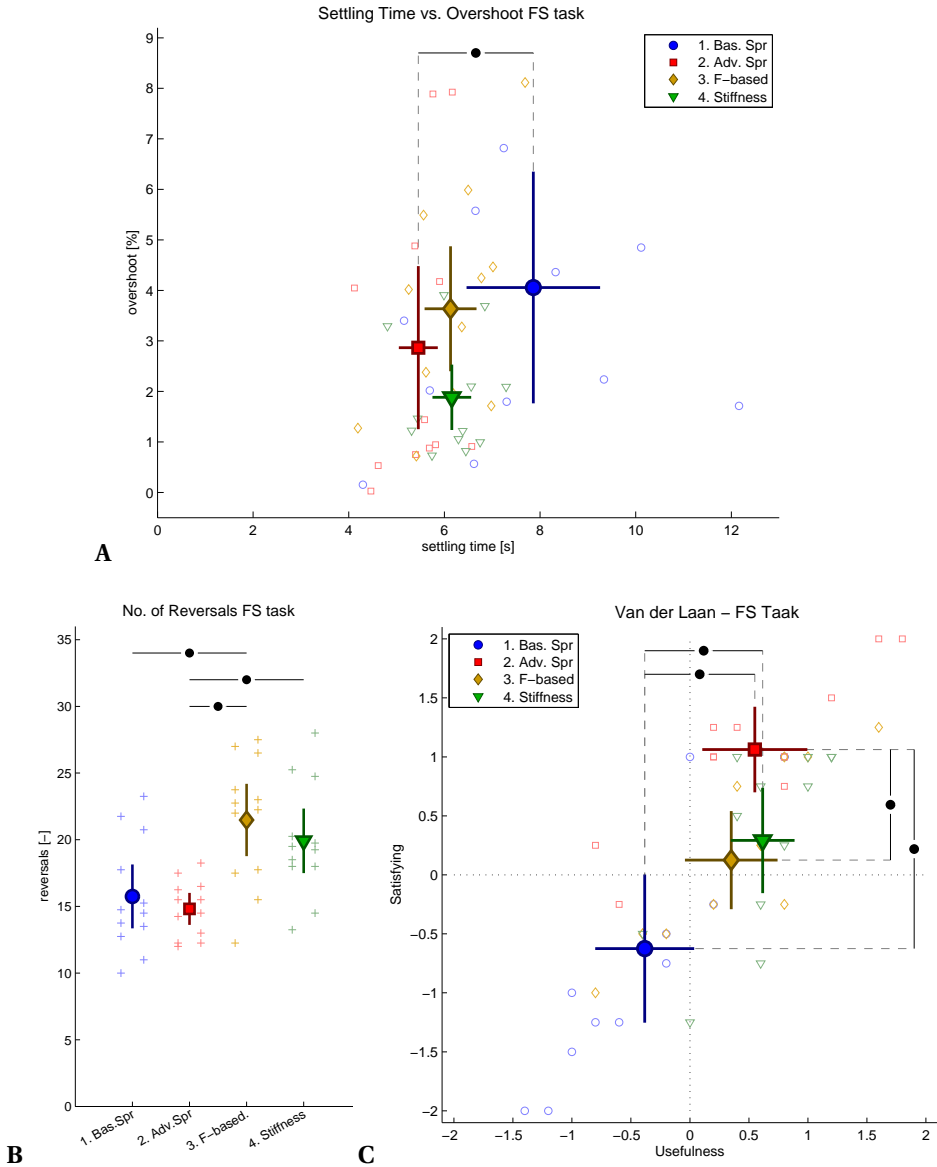 Settling Time vs. Overshoot FS task
1. Bas. Spr
2. Adv. Spr
3. F−based
4. Stiffness
9
8
7
6
5
4
3
2
1
0
overshoot [%]
0 2 4 6 8 10 12
settling time [s]
A
No. of Reversals FS task
35
30
25
20
15
10
5
0
reversals [−]
1. Bas.Spr
2. Adv.Spr
3. F−based.
4. Stiffness
B
Van der Laan − FS Taak
1. Bas. Spr
2. Adv. Spr
3. F−based
4. Stiffness
2
1.5
1
0.5
0
−0.5
−1
−1.5
−2
Satisfying
−2 −1.5 −1 −0.5 0 0.5 1 1.5 2
Usefulness
C